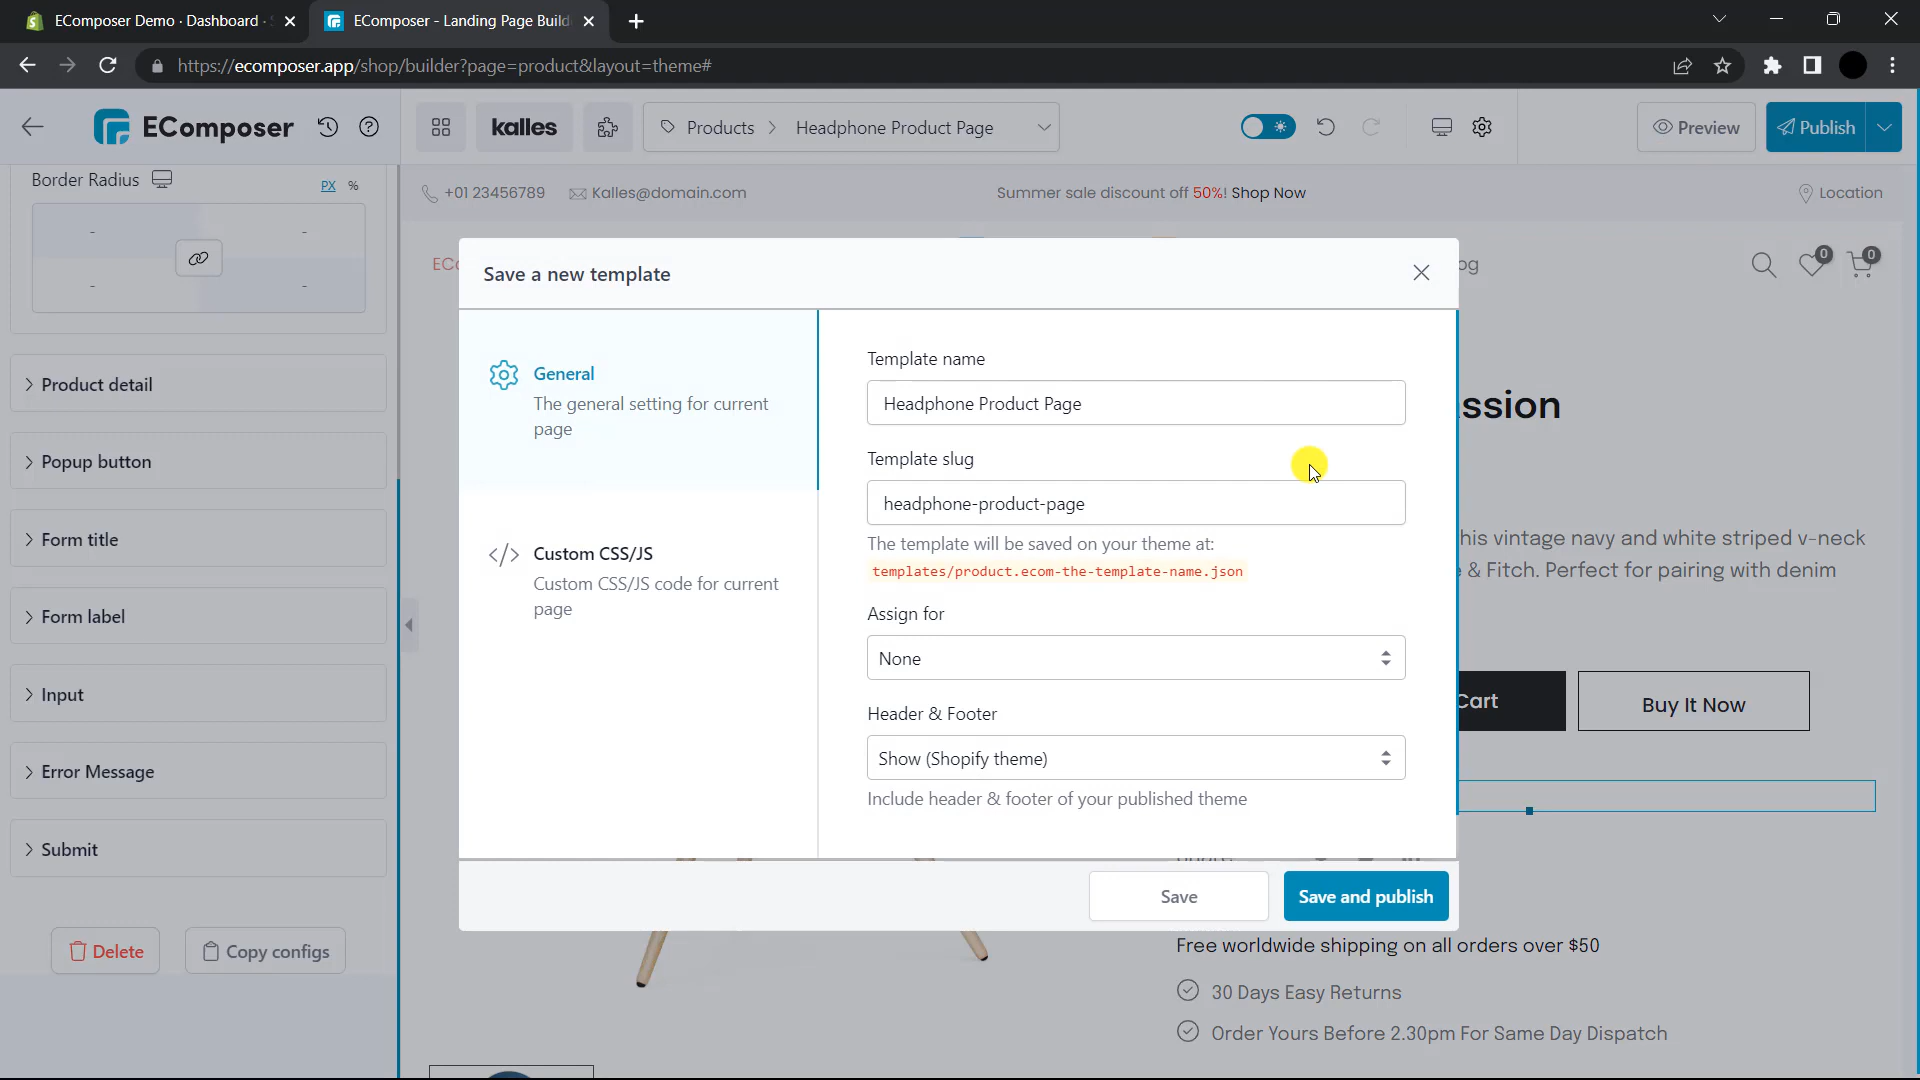 EComposer Demo · Dashboard ·
EComposer - Landing Page Build
https://ecomposer.app/shop/builder?page=product&layout=theme#
EComposer
kalles
Products > Headphone Product Page
Preview
Publish
Border Radius
PX %
- -
- -
+01 23456789
Kalles@domain.com
Summer sale discount off 50%! Shop Now
Location
0
0
Save a new template
General
The general setting for current
page
Custom CSS/JS
Custom CSS/JS code for current
page
Template name
Headphone Product Page
Template slug
headphone-product-page
The template will be saved on your theme at:
templates/product.ecom-the-template-name.json
Assign for
None
Header & Footer
Show (Shopify theme)
Include header & footer of your published theme
Save
Save and publish
Product detail
Popup button
Form title
Form label
Input
Error Message
Submit
Delete
Copy configs
his vintage navy and white striped v-neck
& Fitch. Perfect for pairing with denim
Cart
Buy It Now
Free worldwide shipping on all orders over $50
30 Days Easy Returns
Order Yours Before 2.30pm For Same Day Dispatch